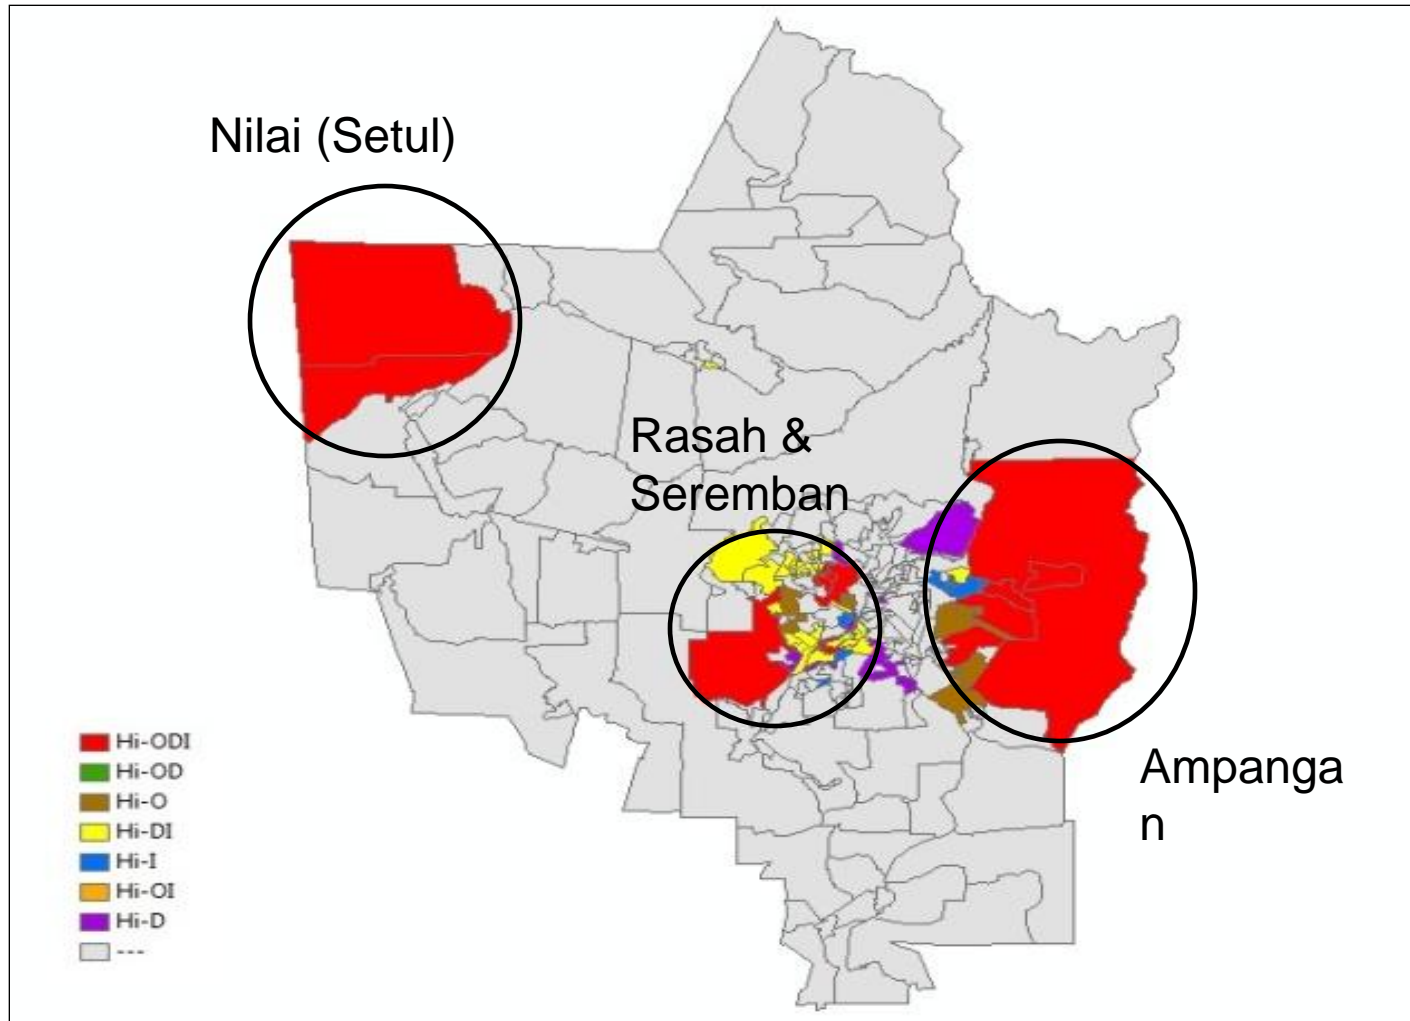 Nilai (Setul)
Rasah &
Seremban
Ampanga
n
Hi-ODI
Hi-OD
Hi-O
Hi-DI
Hi-I
Hi-OI
Hi-D
---